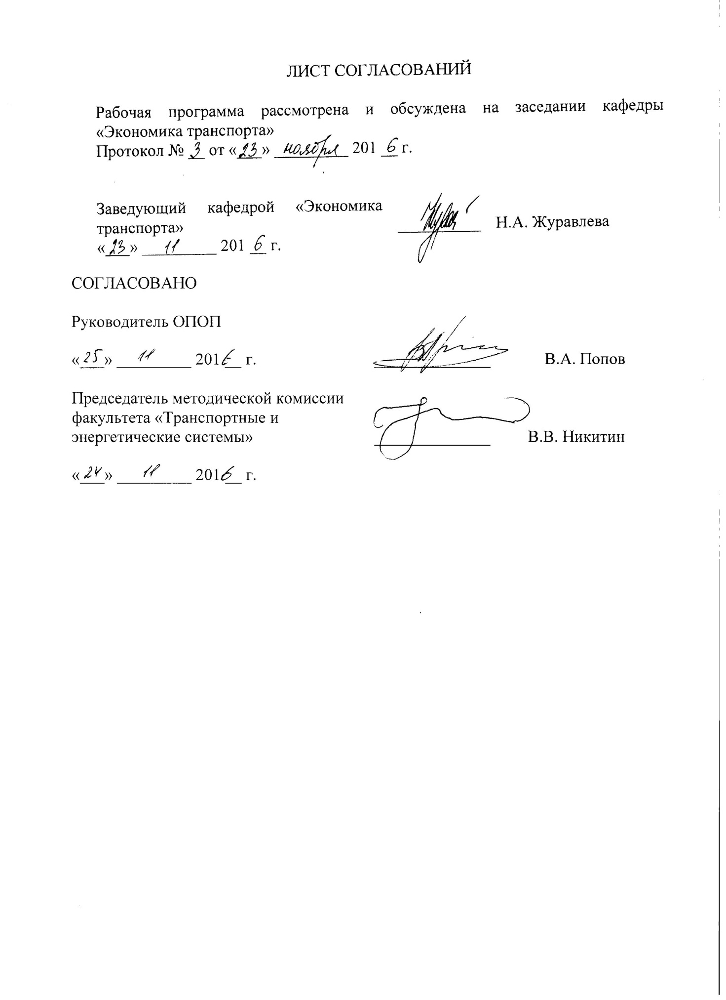 ЛИСТ СОГЛАСОВАНИЙ
Рабочая программа рассмотрена и обсуждена на заседании кафедры
«Экономика транспорта»
Протокол № 3 от «23» ноября 201 6 г.
Заведующий кафедрой «Экономика
транспорта»
Н.А. Журавлева
«23» 11 201 6 г.
СОГЛАСОВАНО
Руководитель ОПОП
«25» 11 2016 г.
В.А. Попов
Председатель методической комиссии
факультета «Транспортные и
энергетические системы»
В.В. Никитин
«24» 11 2016 г.